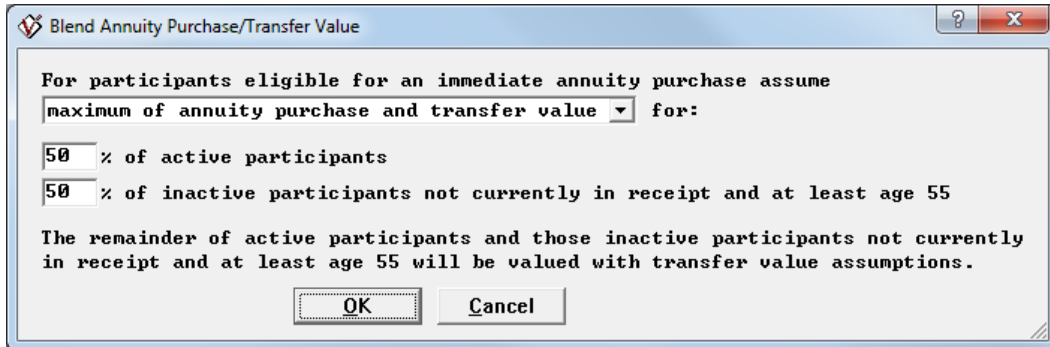 Blend Annuity Purchase/Transfer Value
For participants eligible for an immediate annuity purchase assume
maximum of annuity purchase and transfer value for:
50 % of active participants
50 % of inactive participants not currently in receipt and at least age 55
The remainder of active participants and those inactive participants not currently
in receipt and at least age 55 will be valued with transfer value assumptions.
OK Cancel